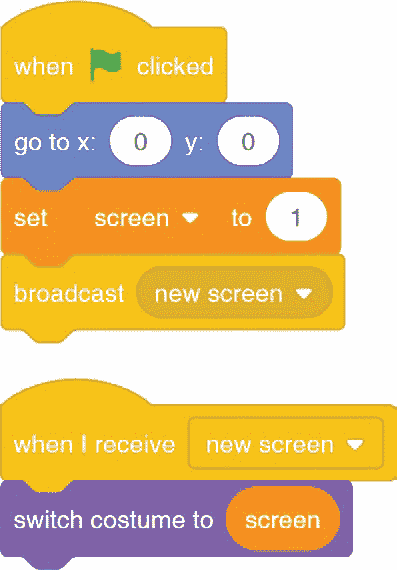 when clicked
go to x: 0 y: 0
set screen to 1
broadcast new screen
when I receive new screen
switch costume to screen